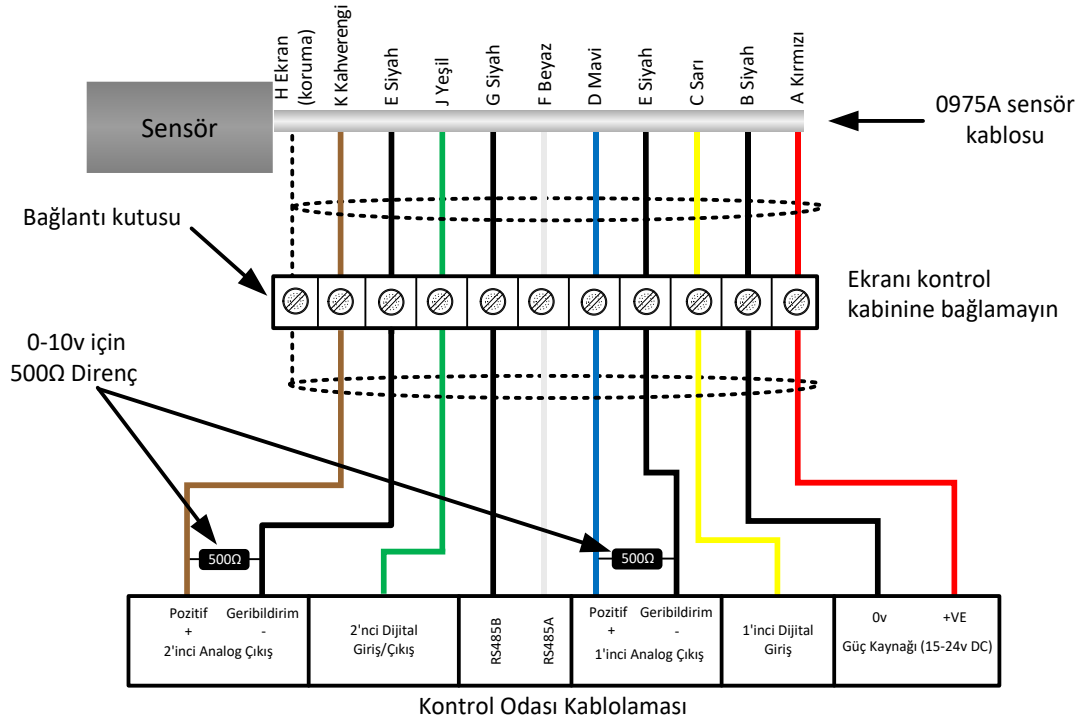 H Ekran
(koruma)
K Kahverengi
E Siyah
J Yeşil
G Siyah
F Beyaz
D Mavi
E Siyah
C Sarı
B Siyah
A Kırmızı
Sensör
0975A sensör
kablosu
Bağlantı kutusu
Ekranı kontrol
kabinine bağlamayın
0-10v için
500Ω Direnç
500Ω
500Ω
Pozitif
+
Geribildirim
-
2'inci Analog Çıkış
2'nci Dijital
Giriş/Çıkış
RS485B
RS485A
Pozitif
+
Geribildirim
-
1'inci Analog Çıkış
1'inci Dijital
Giriş
0v
+VE
Güç Kaynağı (15-24v DC)
Kontrol Odası Kablolaması